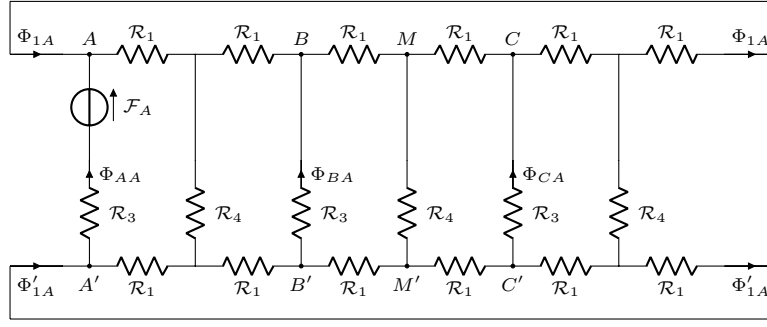 Φ1A A R1 R1 B R1 M R1 C R1 R1 Φ1A
FA
ΦAA ΦBA ΦCA
R3 R4 R3 R4 R3 R4
Φ′1A A′ R1 R1 B′ R1 M′ R1 C′ R1 R1 Φ′1A